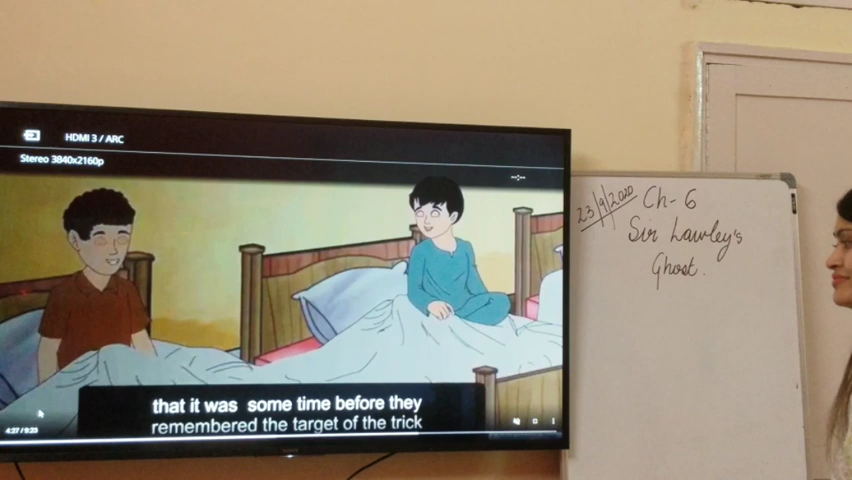 HDMI 3 / ARC
Stereo 3840x2160p
--:--
that it was some time before they
remembered the target of the trick
4:27 / 9:23
23/9/2020
Ch-6
Sir Lawley's
Ghost.